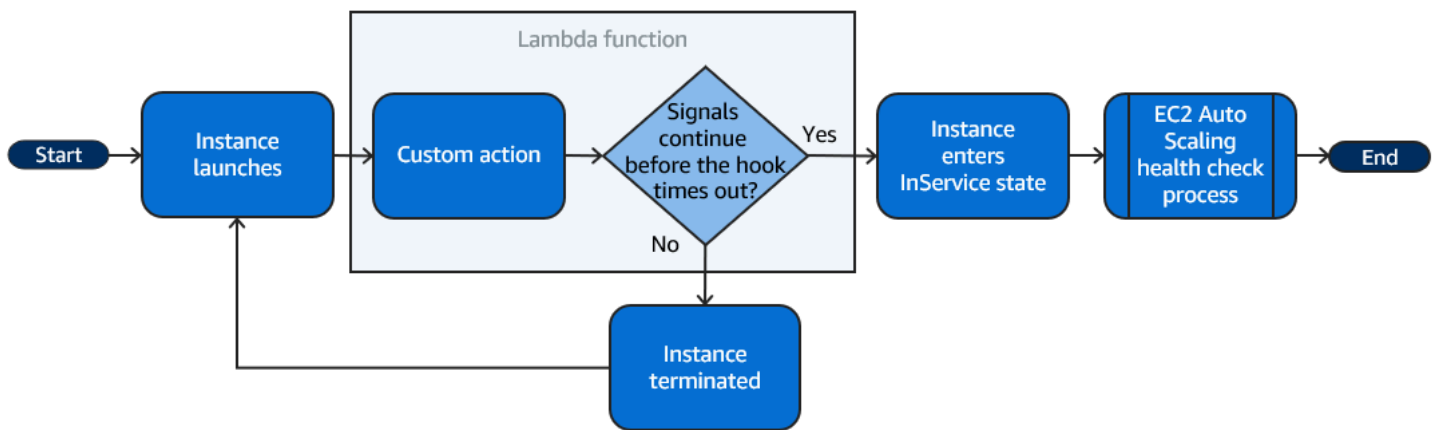 Lambda function
Start
Instance
launches
Custom action
Signals
continue
before the hook
times out?
Yes
No
Instance
enters
InService state
EC2 Auto
Scaling
health check
process
End
Instance
terminated